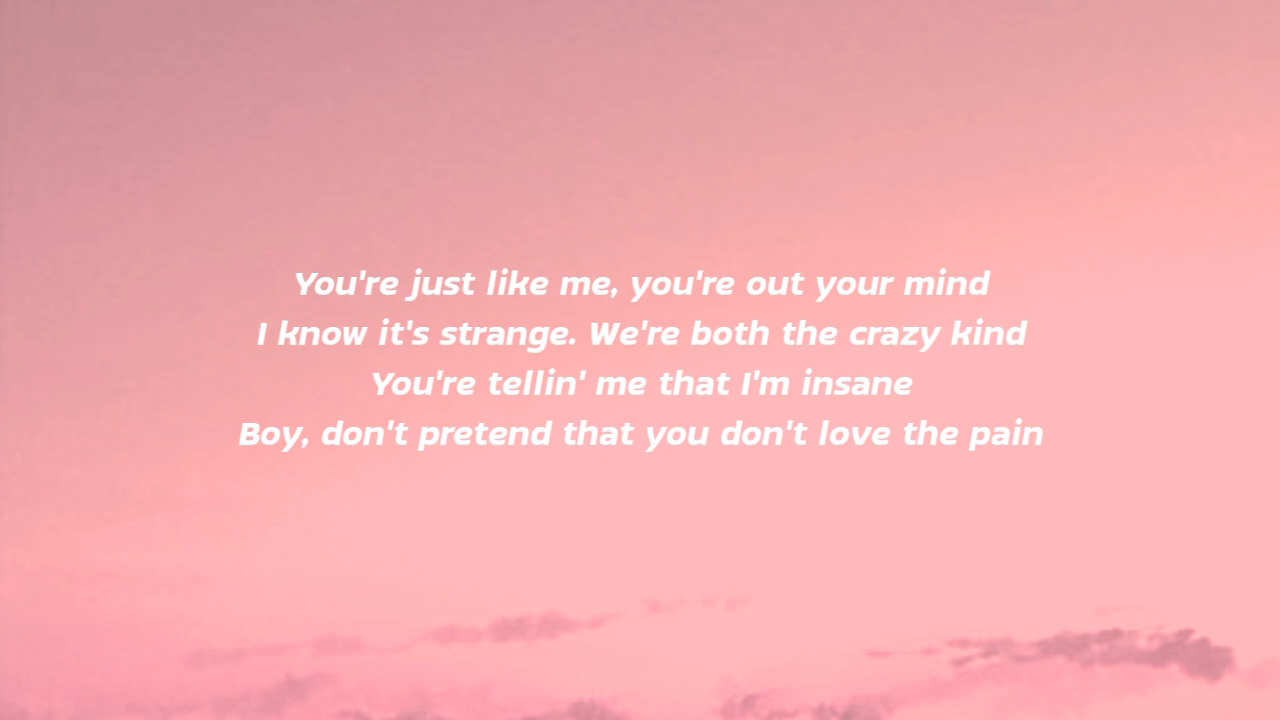 You're just like me, you're out your mind
I know it's strange. We're both the crazy kind
You're tellin' me that I'm insane
Boy, don't pretend that you don't love the pain